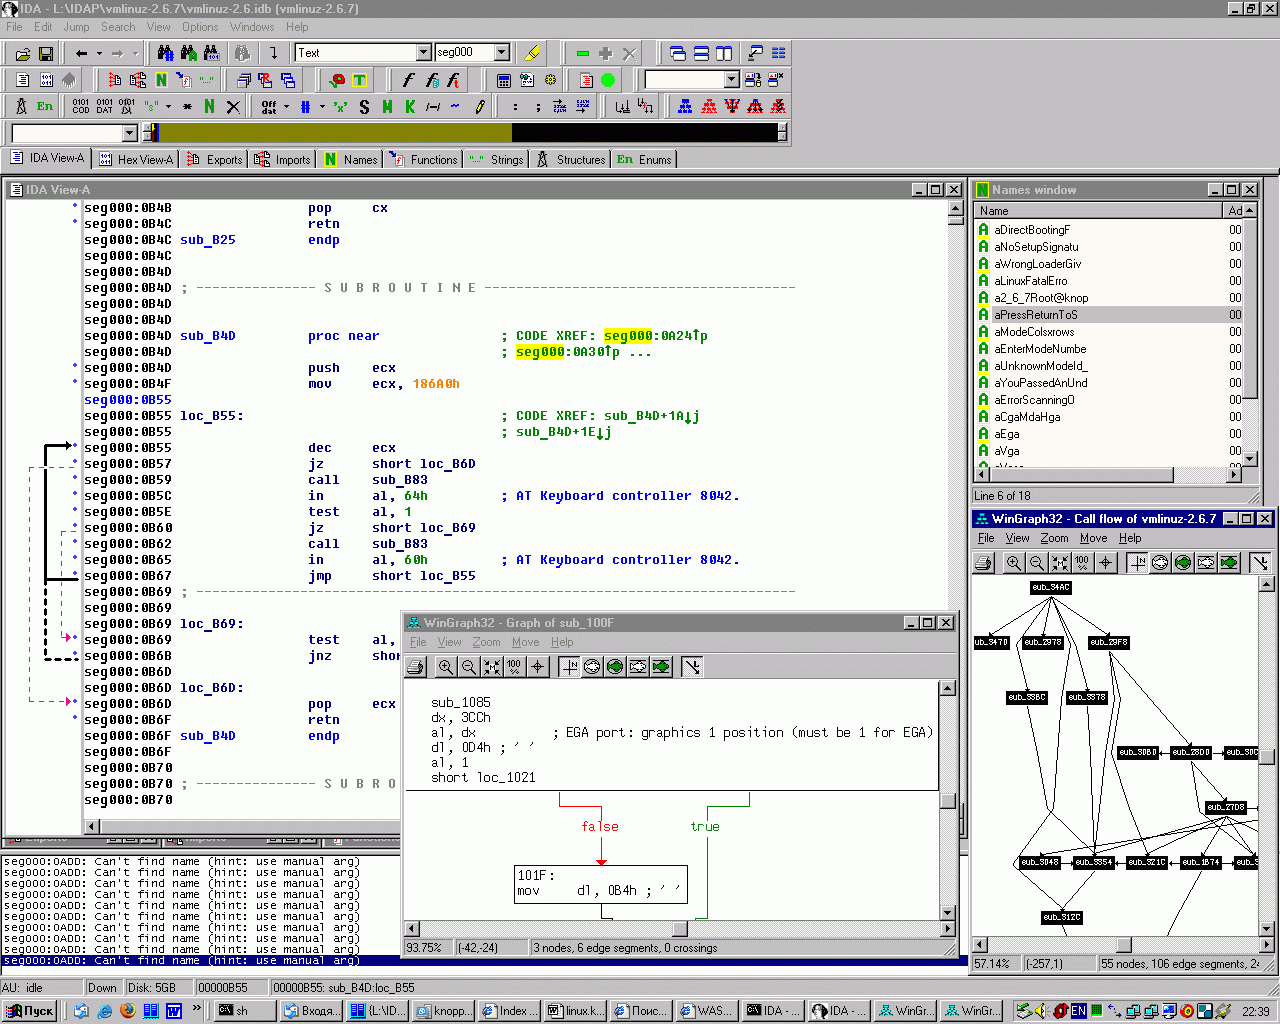 IDA - L:\IDAP\vmlinuz-2.6.7\vmlinuz-2.6.idb (vmlinuz-2.6.7)
File Edit Jump Search View Options Windows Help
Text seg000
En Off dat
IDA View-A Hex View-A Exports Imports N Names Functions Strings Structures En Enums
IDA View-A
seg000:0B4B pop cx
seg000:0B4C retn
seg000:0B4C sub_B25 endp
seg000:0B4C
seg000:0B4D
seg000:0B4D ; --------------- S U B R O U T I N E ---------------------------------------
seg000:0B4D
seg000:0B4D
seg000:0B4D sub_B4D proc near ; CODE XREF: seg000:0A24↑p
seg000:0B4D ; seg000:0A30↑p ...
seg000:0B4D push ecx
seg000:0B4F mov ecx, 186A0h
seg000:0B55
seg000:0B55 loc_B55: ; CODE XREF: sub_B4D+1A↓j
seg000:0B55 ; sub_B4D+1E↓j
seg000:0B55 dec ecx
seg000:0B57 jz short loc_B6D
seg000:0B59 call sub_B83
seg000:0B5C in al, 64h ; AT Keyboard controller 8042.
seg000:0B5E test al, 1
seg000:0B60 jz short loc_B69
seg000:0B62 call sub_B83
seg000:0B65 in al, 60h ; AT Keyboard controller 8042.
seg000:0B67 jmp short loc_B55
seg000:0B69 ; ---------------------------------------------------------------------------
seg000:0B69
seg000:0B69 loc_B69:
seg000:0B69 test al,
seg000:0B6B jnz shor
seg000:0B6D
seg000:0B6D loc_B6D:
seg000:0B6D pop ecx
seg000:0B6F retn
seg000:0B6F sub_B4D endp
seg000:0B6F
seg000:0B70
seg000:0B70 ; --------------- S U B R O
seg000:0B70
Names window
Name Ad
aDirectBootingF 00
aNoSetupSignatu 00
aWrongLoaderGiv 00
aLinuxFatalErro 00
a2_6_7Root@knop 00
aPressReturnToS 00
aModeColsxrows 00
aEnterModeNumbe 00
aUnknownModeId_ 00
aYouPassedAnUnd 00
aErrorScanningO 00
aCgaMdaHga 00
aEga 00
aVga 00
Line 6 of 18
WinGraph32 - Call flow of vmlinuz-2.6.7
File View Zoom Move Help
100%
sub_34AC
ub_347D sub_2978 sub_29F8
sub_33BC sub_3378
sub_30B0 sub_28D0 sub_30C
sub_27D8
sub_3048 sub_3354 sub_321C sub_1B74
sub_312C
57.14% (-257,1) 55 nodes, 106 edge segments, 24
WinGraph32 - Graph of sub_100F
File View Zoom Move Help
100%
sub_1085
dx, 3CCh
al, dx ; EGA port: graphics 1 position (must be 1 for EGA)
dl, 0D4h ; ' '
al, 1
short loc_1021
false true
101F:
mov dl, 0B4h ; ' '
93.75% (-42,-24) 3 nodes, 6 edge segments, 0 crossings
seg000:0ADD: Can't find name (hint: use manual arg)
seg000:0ADD: Can't find name (hint: use manual arg)
seg000:0ADD: Can't find name (hint: use manual arg)
seg000:0ADD: Can't find name (hint: use manual arg)
seg000:0ADD: Can't find name (hint: use manual arg)
seg000:0ADD: Can't find name (hint: use manual arg)
seg000:0ADD: Can't find name (hint: use manual arg)
seg000:0ADD: Can't find name (hint: use manual arg)
seg000:0ADD: Can't find name (hint: use manual arg)
seg000:0ADD: Can't find name (hint: use manual arg)
AU: idle Down Disk: 5GB 00000B55 00000B55: sub_B4D:loc_B55
Пуск sh Входя... {L:\ID... knopp... Index ... linux.k... Поис... WAS... IDA - ... IDA - ... WinGr... WinGr... EN 22:39